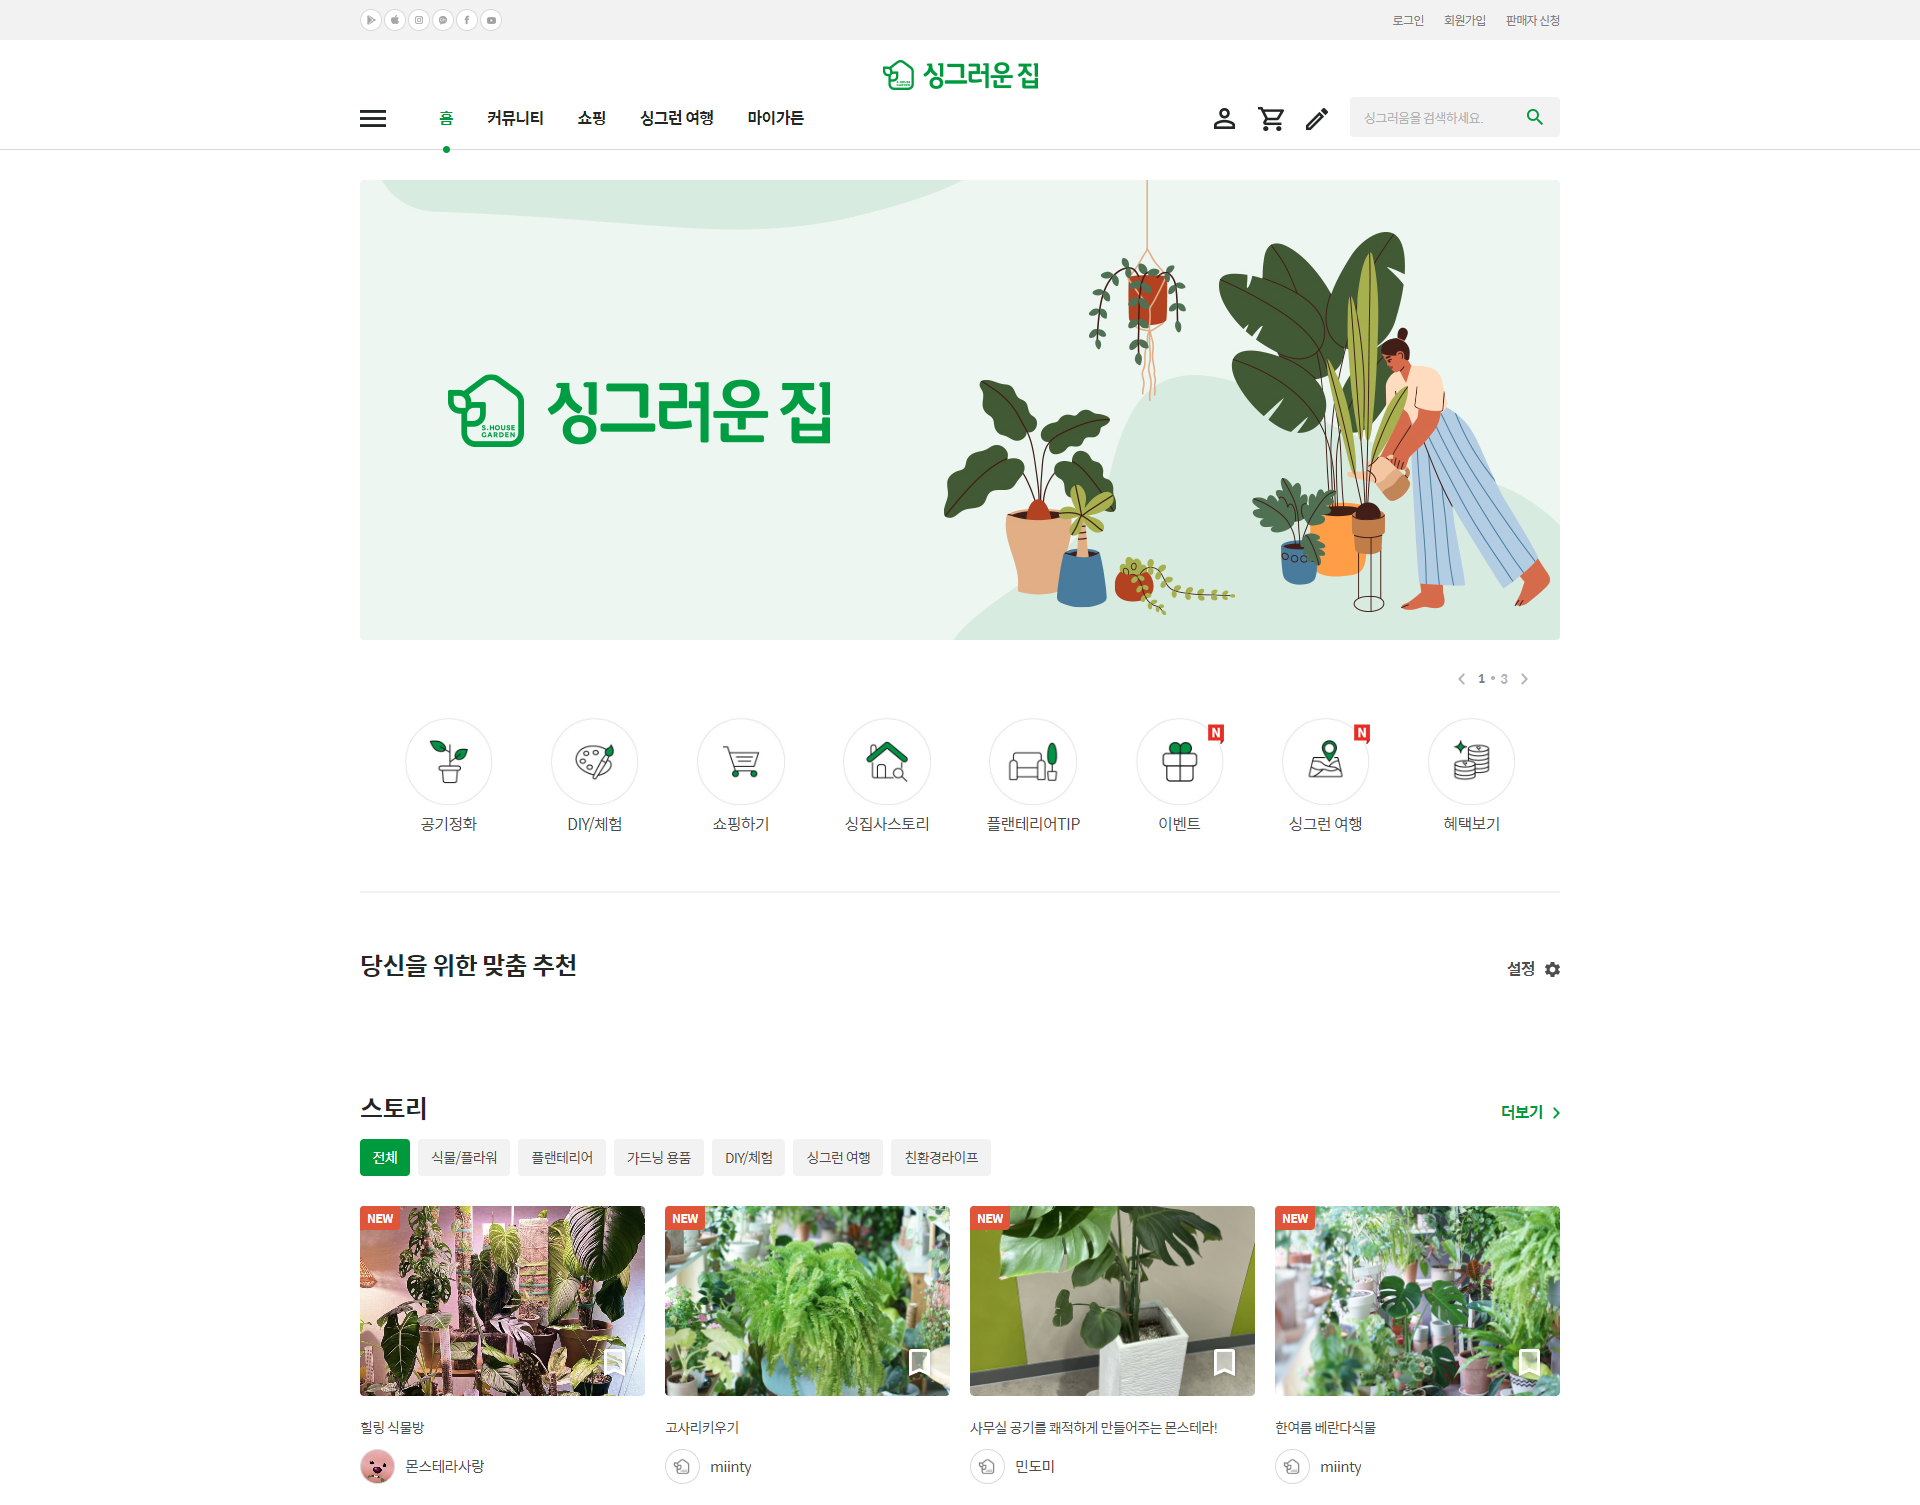 로그인 회원가입 판매자 신청
S.HOUSE
GARDEN
싱그러운 집
홈 커뮤니티 쇼핑 싱그런 여행 마이가든
싱그러움을 검색하세요.
싱그러운 집
S.HOUSE
GARDEN
1 • 3
N
N
공기정화 DIY/체험 쇼핑하기 싱집사스토리 플랜테리어TIP 이벤트 싱그런 여행 혜택보기
당신을 위한 맞춤 추천
설정
스토리
더보기
전체 식물/플라워 플랜테리어 가드닝 용품 DIY/체험 싱그런 여행 친환경라이프
NEW NEW NEW NEW
힐링 식물방 고사리키우기 사무실 공기를 쾌적하게 만들어주는 몬스테라! 한여름 베란다식물
몬스테라사랑 miinty 민도미 miinty